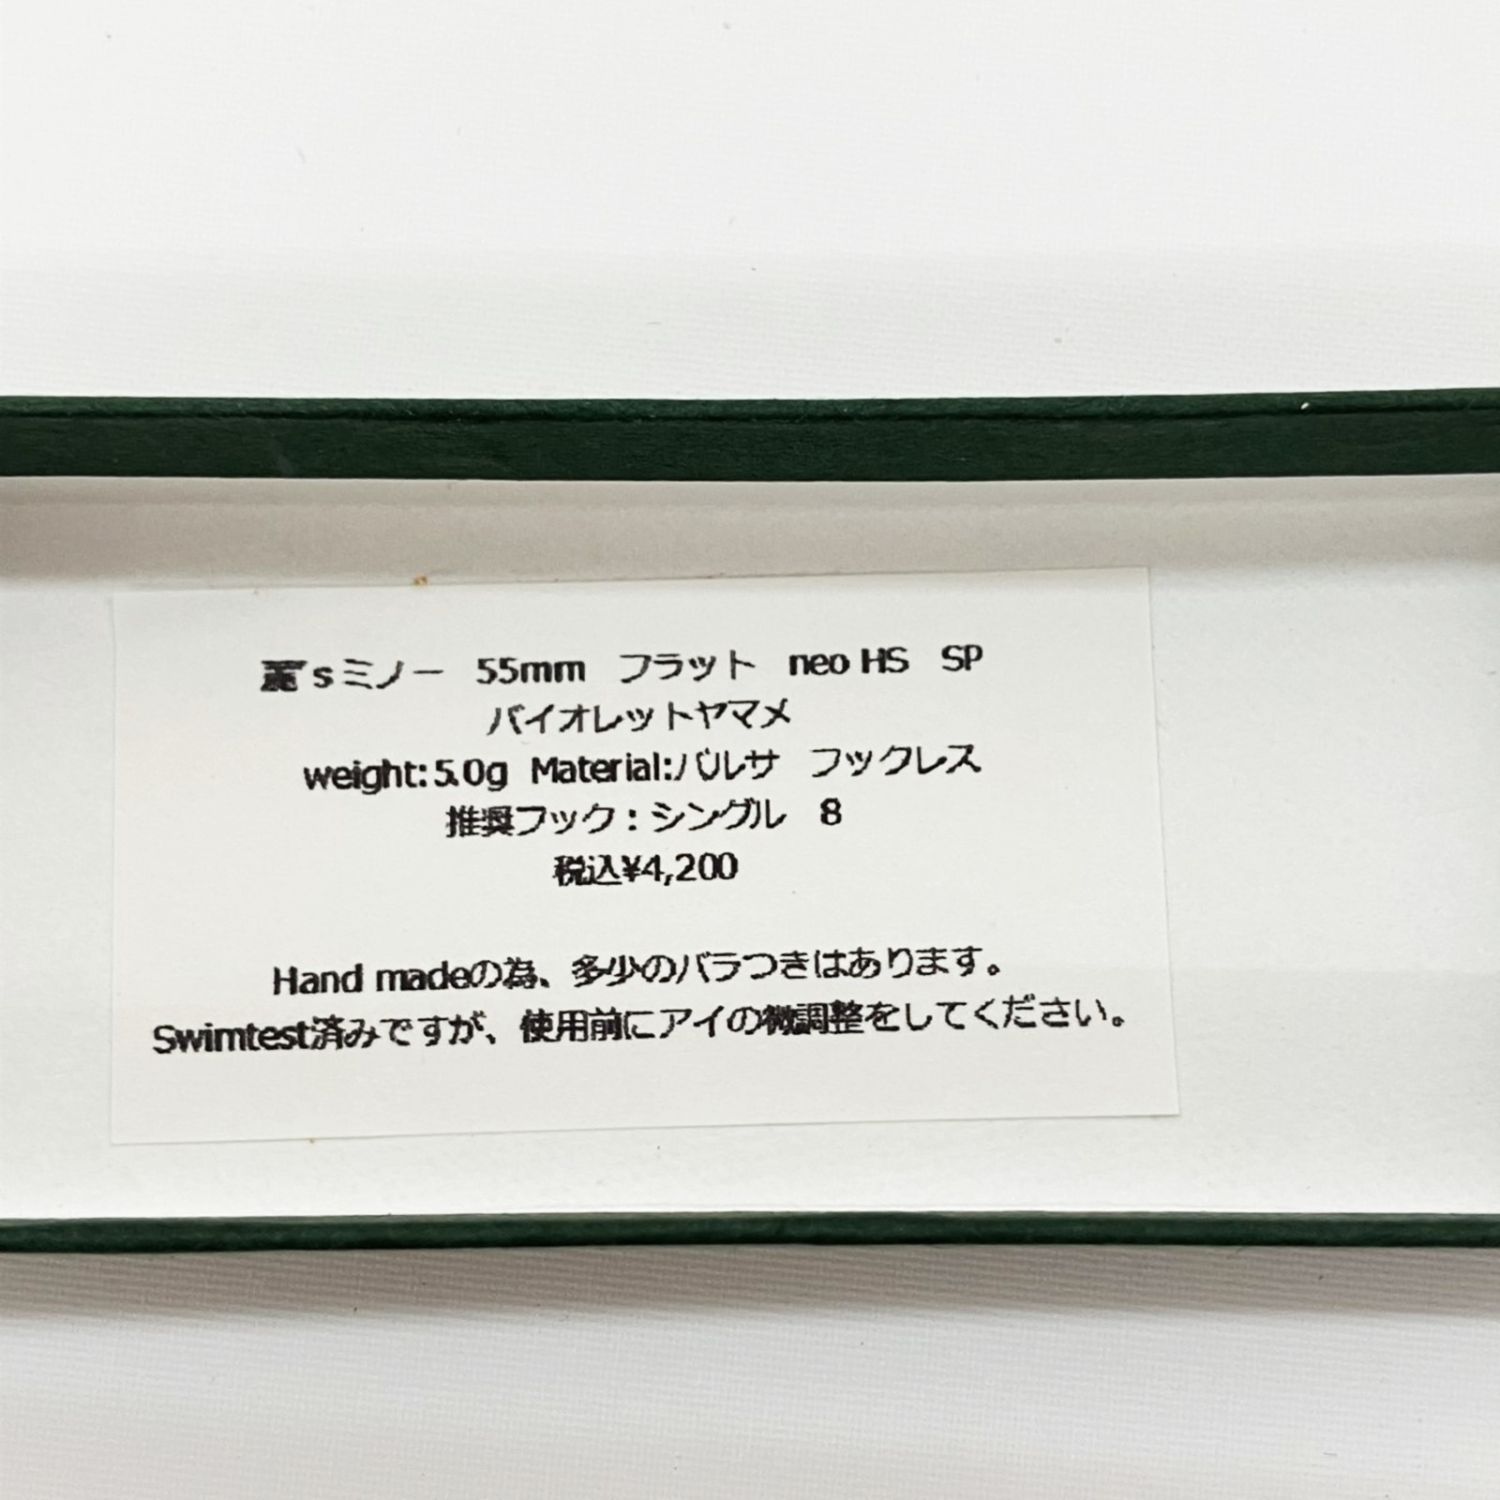 麗sミノー　55mm　フラット　neo HS　SP
バイオレットヤマメ
weight:5.0g Material:バルサ　フックレス
推奨フック：シングル　8
税込¥4,200
Hand madeの為、多少のバラつきはあります。
Swimtest済みですが、使用前にアイの微調整をしてください。